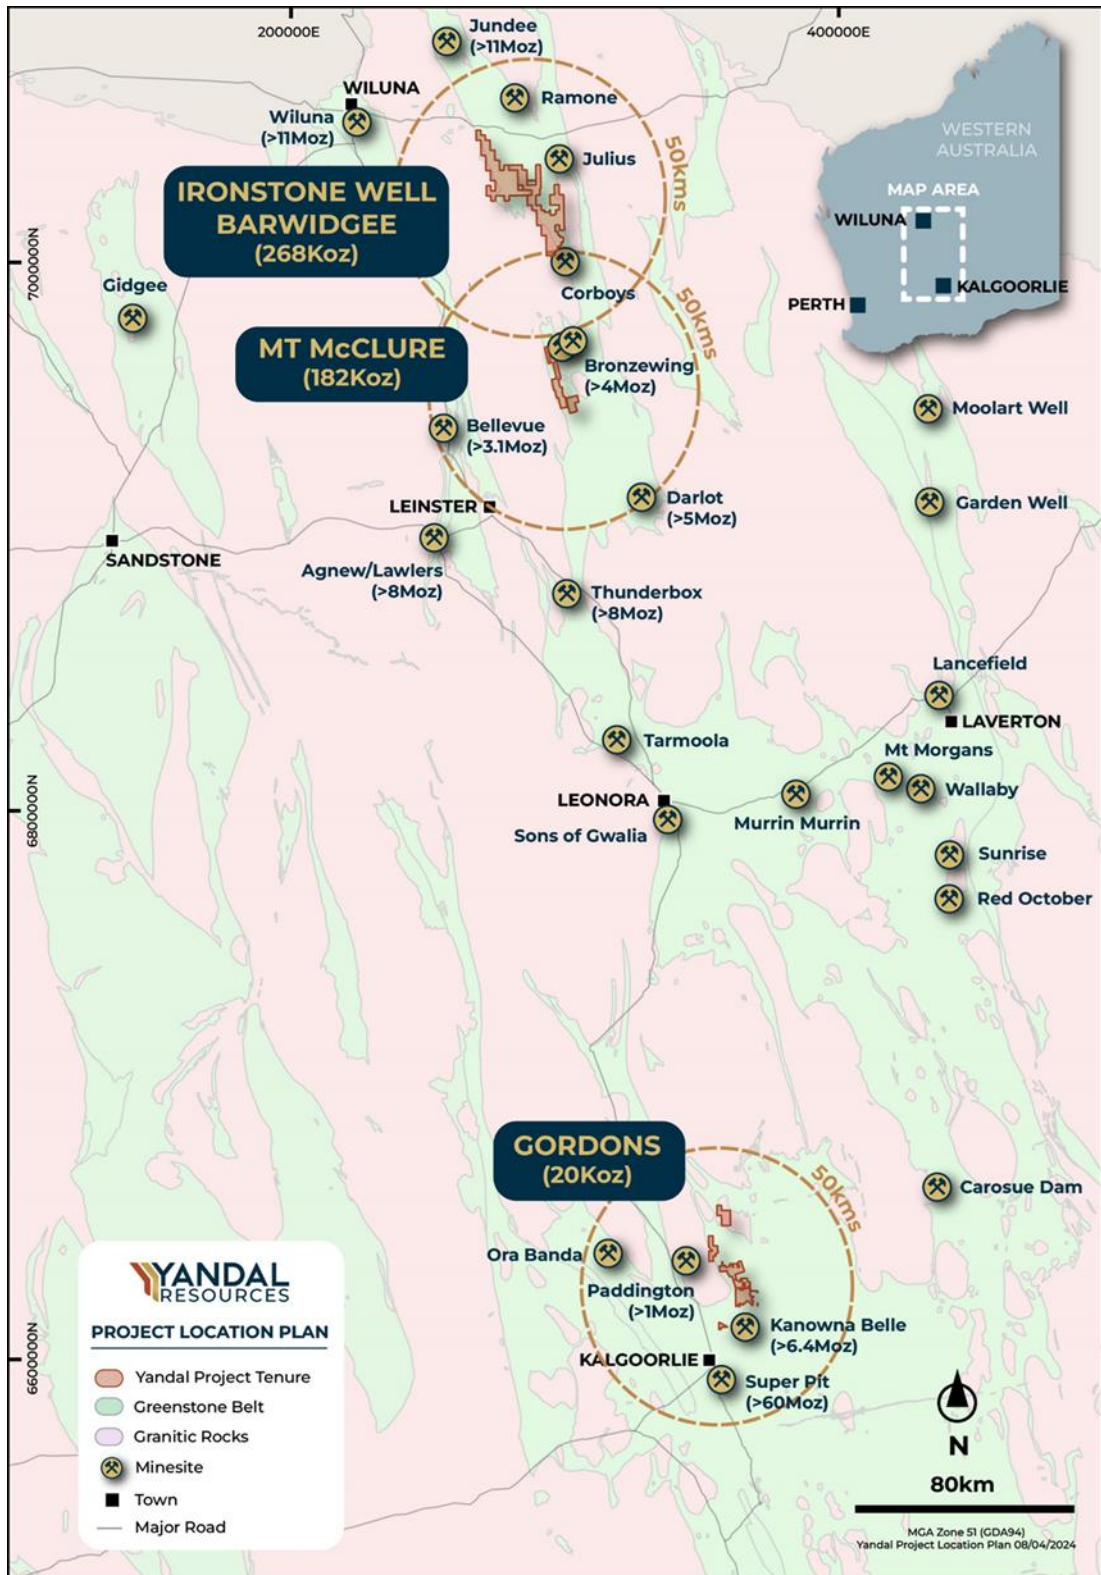 200000E
400000E
Jundee
(>11Moz)
WILUNA
Wiluna
(>11Moz)
Ramone
Julius
50kms
IRONSTONE WELL
BARWIDGEE
(268Koz)
WESTERN
AUSTRALIA
MAP AREA
WILUNA
KALGOORLIE
PERTH
7000000N
Gidgee
Corboys
50kms
MT McCLURE
(182Koz)
Bronzewing
(>4Moz)
Moolart Well
Bellevue
(>3.1Moz)
Garden Well
LEINSTER
Darlot
(>5Moz)
SANDSTONE
Agnew/Lawlers
(>8Moz)
Thunderbox
(>8Moz)
Lancefield
LAVERTON
Tarmoola
Mt Morgans
Wallaby
6800000N
LEONORA
Murrin Murrin
Sons of Gwalia
Sunrise
Red October
GORDONS
(20Koz)
50kms
Carosue Dam
Ora Banda
Paddington
(>1Moz)
Kanowna Belle
(>6.4Moz)
6600000N
KALGOORLIE
Super Pit
(>60Moz)
YANDAL
RESOURCES
PROJECT LOCATION PLAN
Yandal Project Tenure
Greenstone Belt
Granitic Rocks
Minesite
Town
Major Road
N
80km
MGA Zone 51 (GDA94)
Yandal Project Location Plan 08/04/2024